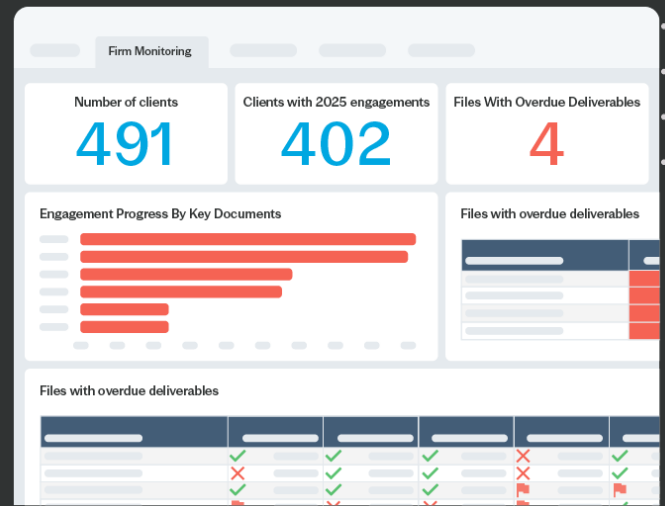 Firm Monitoring
Number of clients
491
Clients with 2025 engagements
402
Files With Overdue Deliverables
4
Engagement Progress By Key Documents
Files with overdue deliverables
Files with overdue deliverables